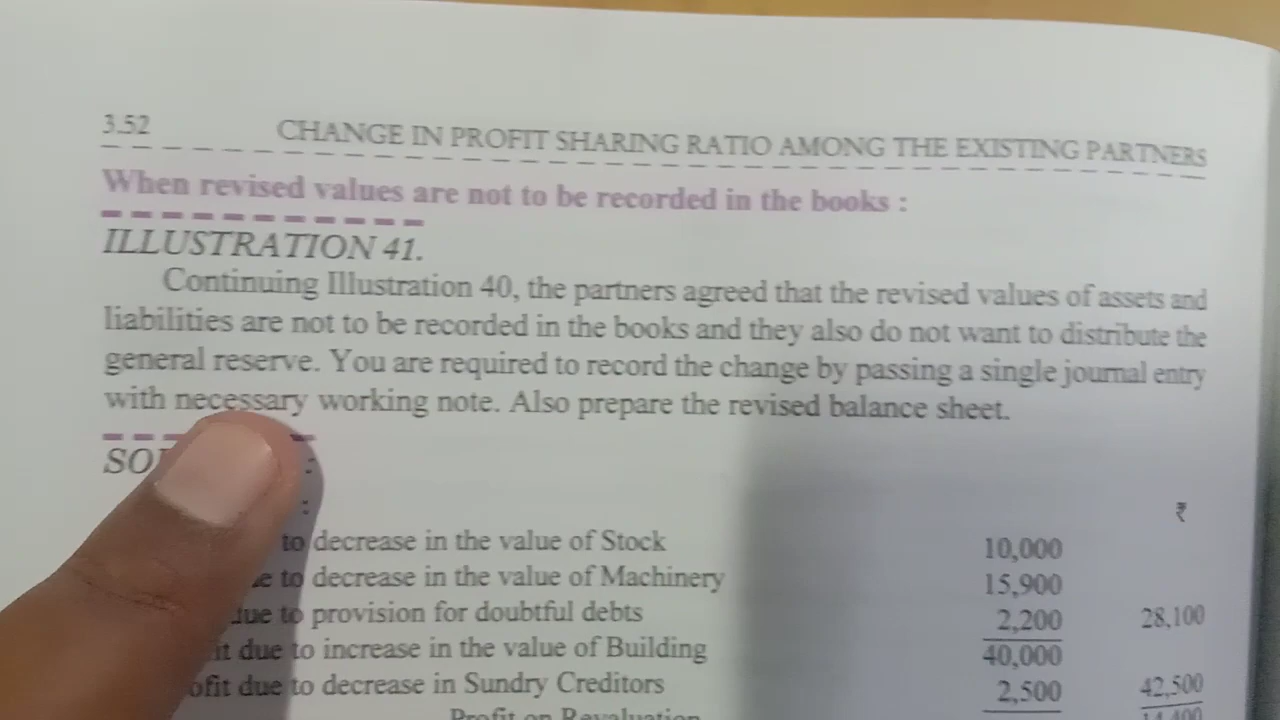 3.52 CHANGE IN PROFIT SHARING RATIO AMONG THE EXISTING PARTNERS
When revised values are not to be recorded in the books :
ILLUSTRATION 41.
Continuing Illustration 40, the partners agreed that the revised values of assets and
liabilities are not to be recorded in the books and they also do not want to distribute the
general reserve. You are required to record the change by passing a single journal entry
with necessary working note. Also prepare the revised balance sheet.
:
: ₹
to decrease in the value of Stock 10,000
to decrease in the value of Machinery 15,900
due to provision for doubtful debts 2,200 28,100
due to increase in the value of Building 40,000
due to decrease in Sundry Creditors 2,500 42,500
Profit on Revaluation 14,400